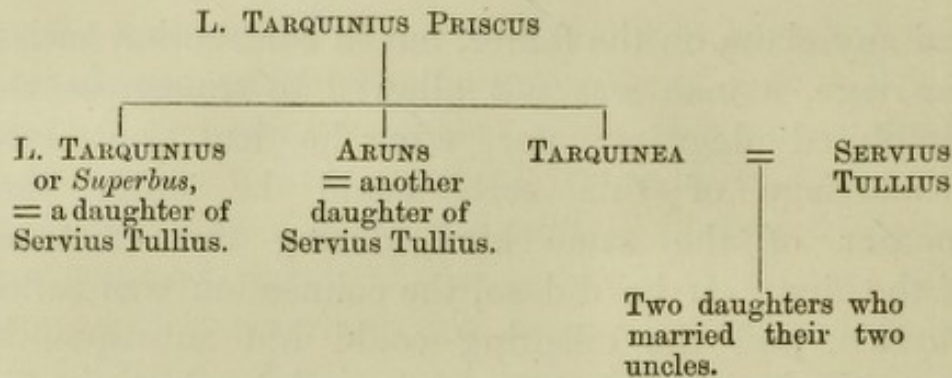 L. TARQUINIUS PRISCUS
L. TARQUINIUS
or Superbus,
= a daughter of
Servius Tullius.
ARUNS
= another
daughter of
Servius Tullius.
TARQUINEA = SERVIUS
TULLIUS
Two daughters who
married their two
uncles.